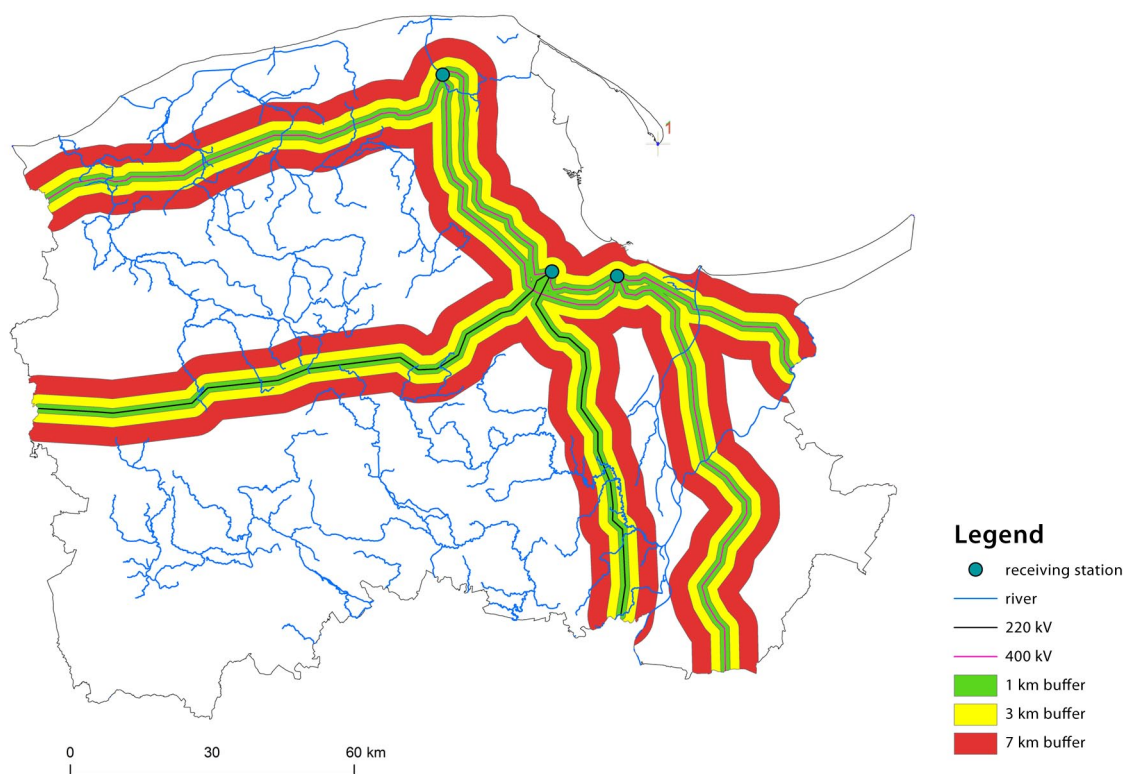 1
Legend
receiving station
river
220 kV
400 kV
1 km buffer
3 km buffer
7 km buffer
0 30 60 km